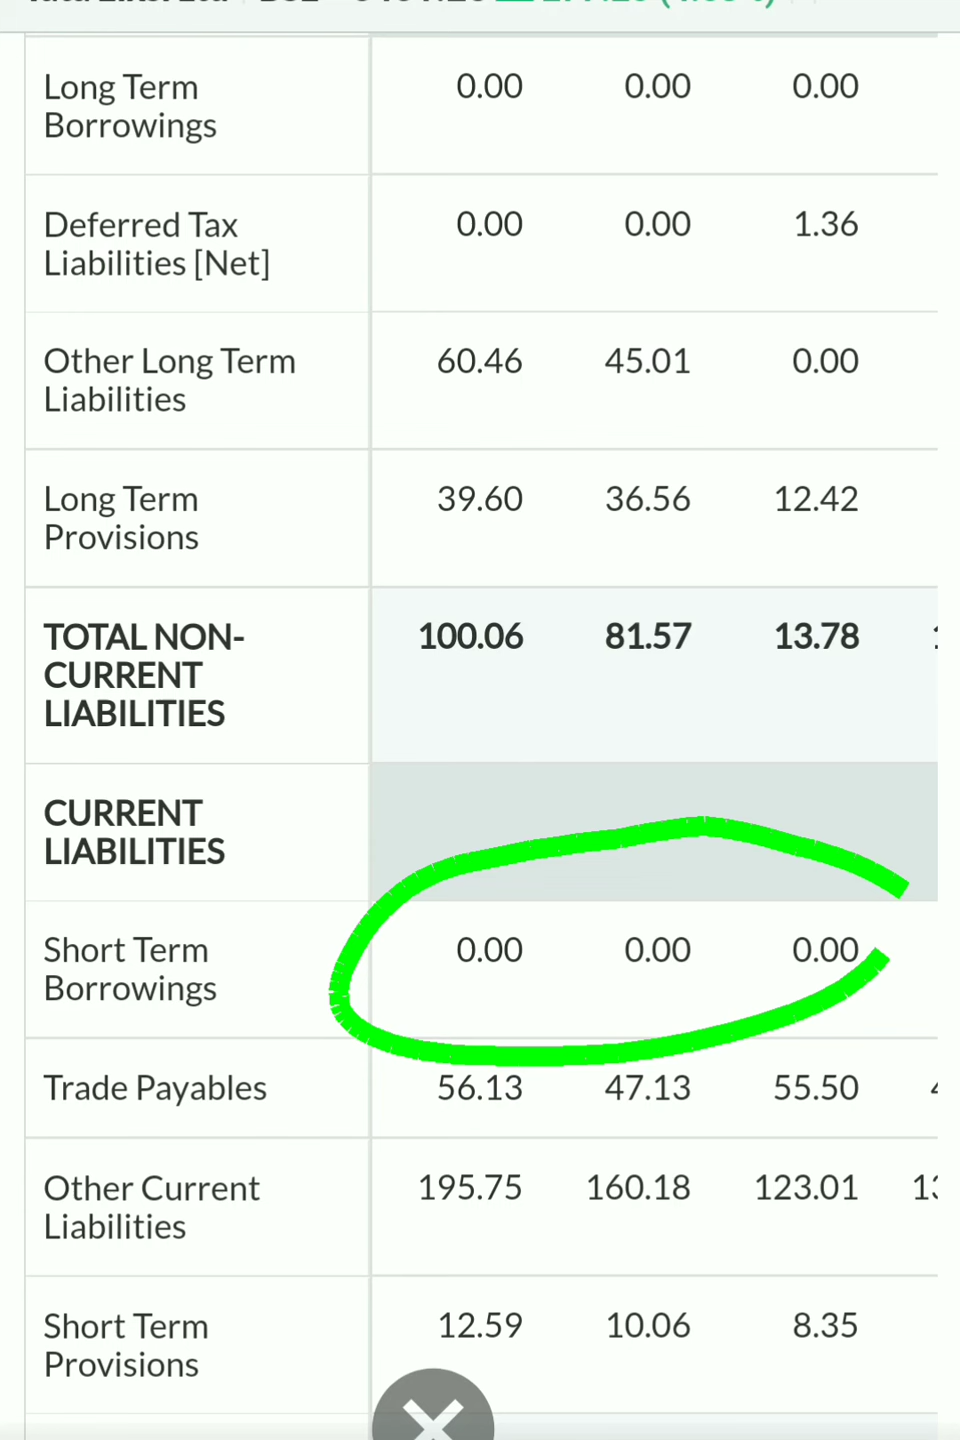 Long Term 0.00 0.00 0.00
Borrowings
Deferred Tax 0.00 0.00 1.36
Liabilities [Net]
Other Long Term 60.46 45.01 0.00
Liabilities
Long Term 39.60 36.56 12.42
Provisions
TOTAL NON- 100.06 81.57 13.78
CURRENT
LIABILITIES
CURRENT
LIABILITIES
Short Term 0.00 0.00 0.00
Borrowings
Trade Payables 56.13 47.13 55.50
Other Current 195.75 160.18 123.01
Liabilities
Short Term 12.59 10.06 8.35
Provisions